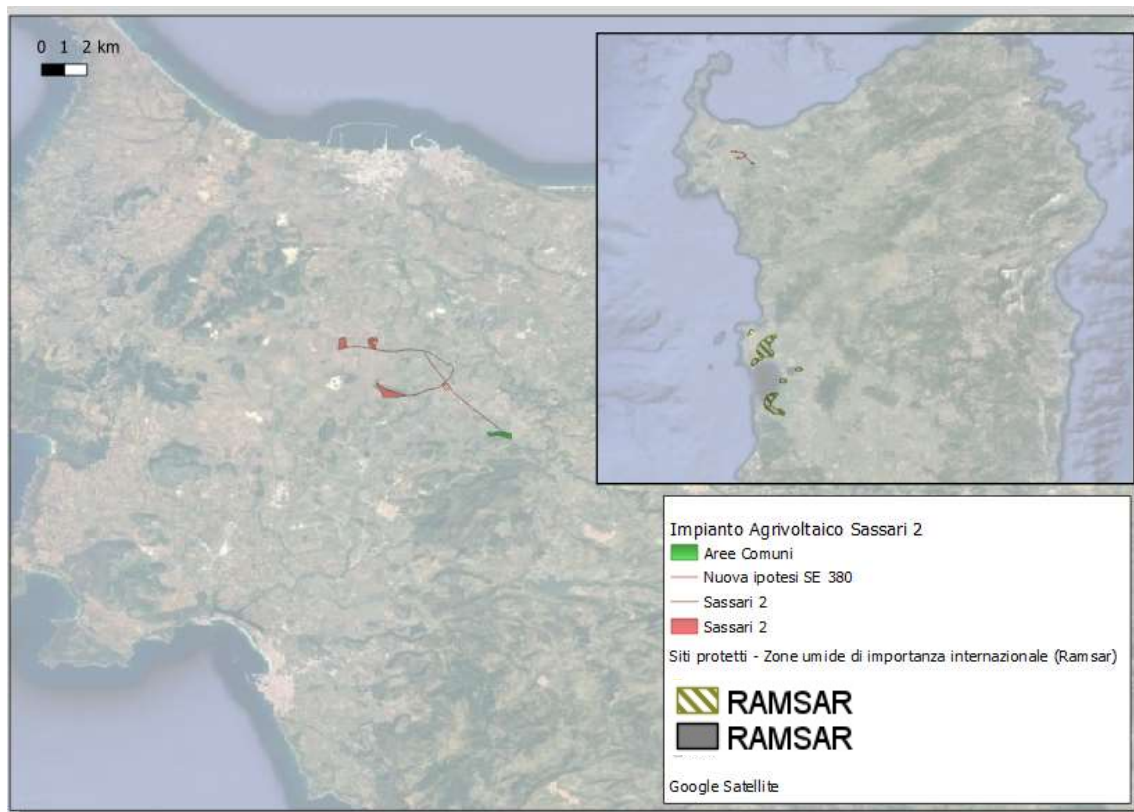 0 1 2 km
Impianto Agrivoltaico Sassari 2
Aree Comuni
Nuova ipotesi SE 380
Sassari 2
Sassari 2
Siti protetti - Zone umide di importanza internazionale (Ramsar)
RAMSAR
RAMSAR
Google Satellite